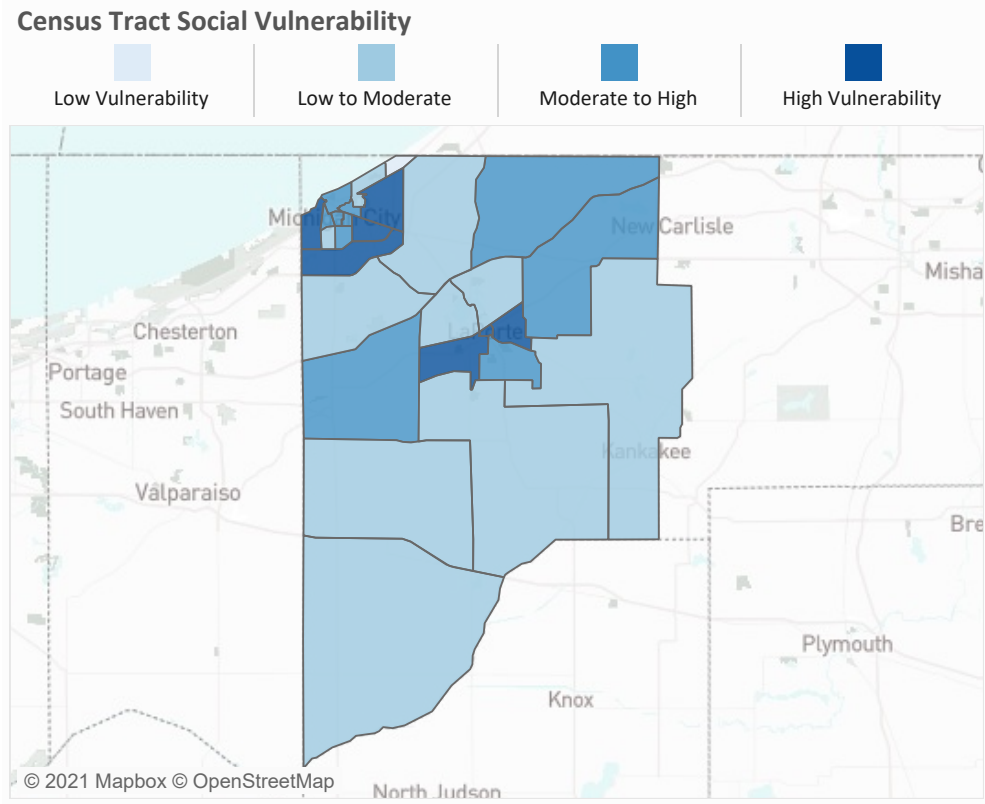 Census Tract Social Vulnerability
Low Vulnerability
Low to Moderate
Moderate to High
High Vulnerability
Michigan City
New Carlisle
Misha
Chesterton
LaPorte
Portage
South Haven
Kankakee
Valparaiso
Bre
Plymouth
Knox
© 2021 Mapbox © OpenStreetMap
North Judson